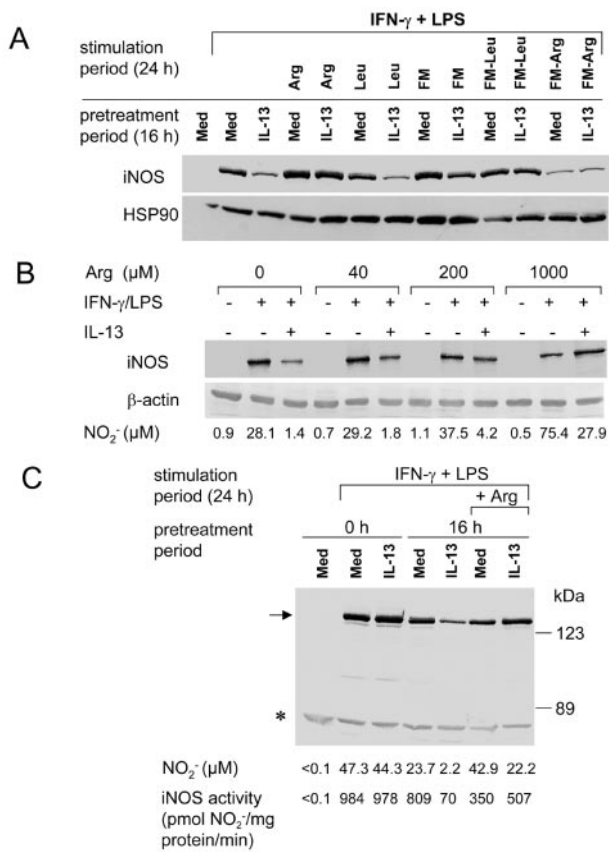 A
IFN-γ + LPS
stimulation
period (24 h)
Arg Arg Leu Leu FM FM FM-Leu FM-Leu FM-Arg FM-Arg
pretreatment
period (16 h)
Med Med IL-13 Med IL-13 Med IL-13 Med IL-13 Med IL-13 Med IL-13
iNOS
HSP90
B
Arg (μM) 0 40 200 1000
IFN-γ/LPS - + + - + + - + + - + +
IL-13 - - + - - + - - + - - +
iNOS
β-actin
NO2- (μM) 0.9 28.1 1.4 0.7 29.2 1.8 1.1 37.5 4.2 0.5 75.4 27.9
C
stimulation
period (24 h)
IFN-γ + LPS
+ Arg
pretreatment
period
0 h 16 h
Med Med IL-13 Med IL-13 Med IL-13
kDa
123
89
*
NO2- (μM) <0.1 47.3 44.3 23.7 2.2 42.9 22.2
iNOS activity <0.1 984 978 809 70 350 507
(pmol NO2-/mg
protein/min)